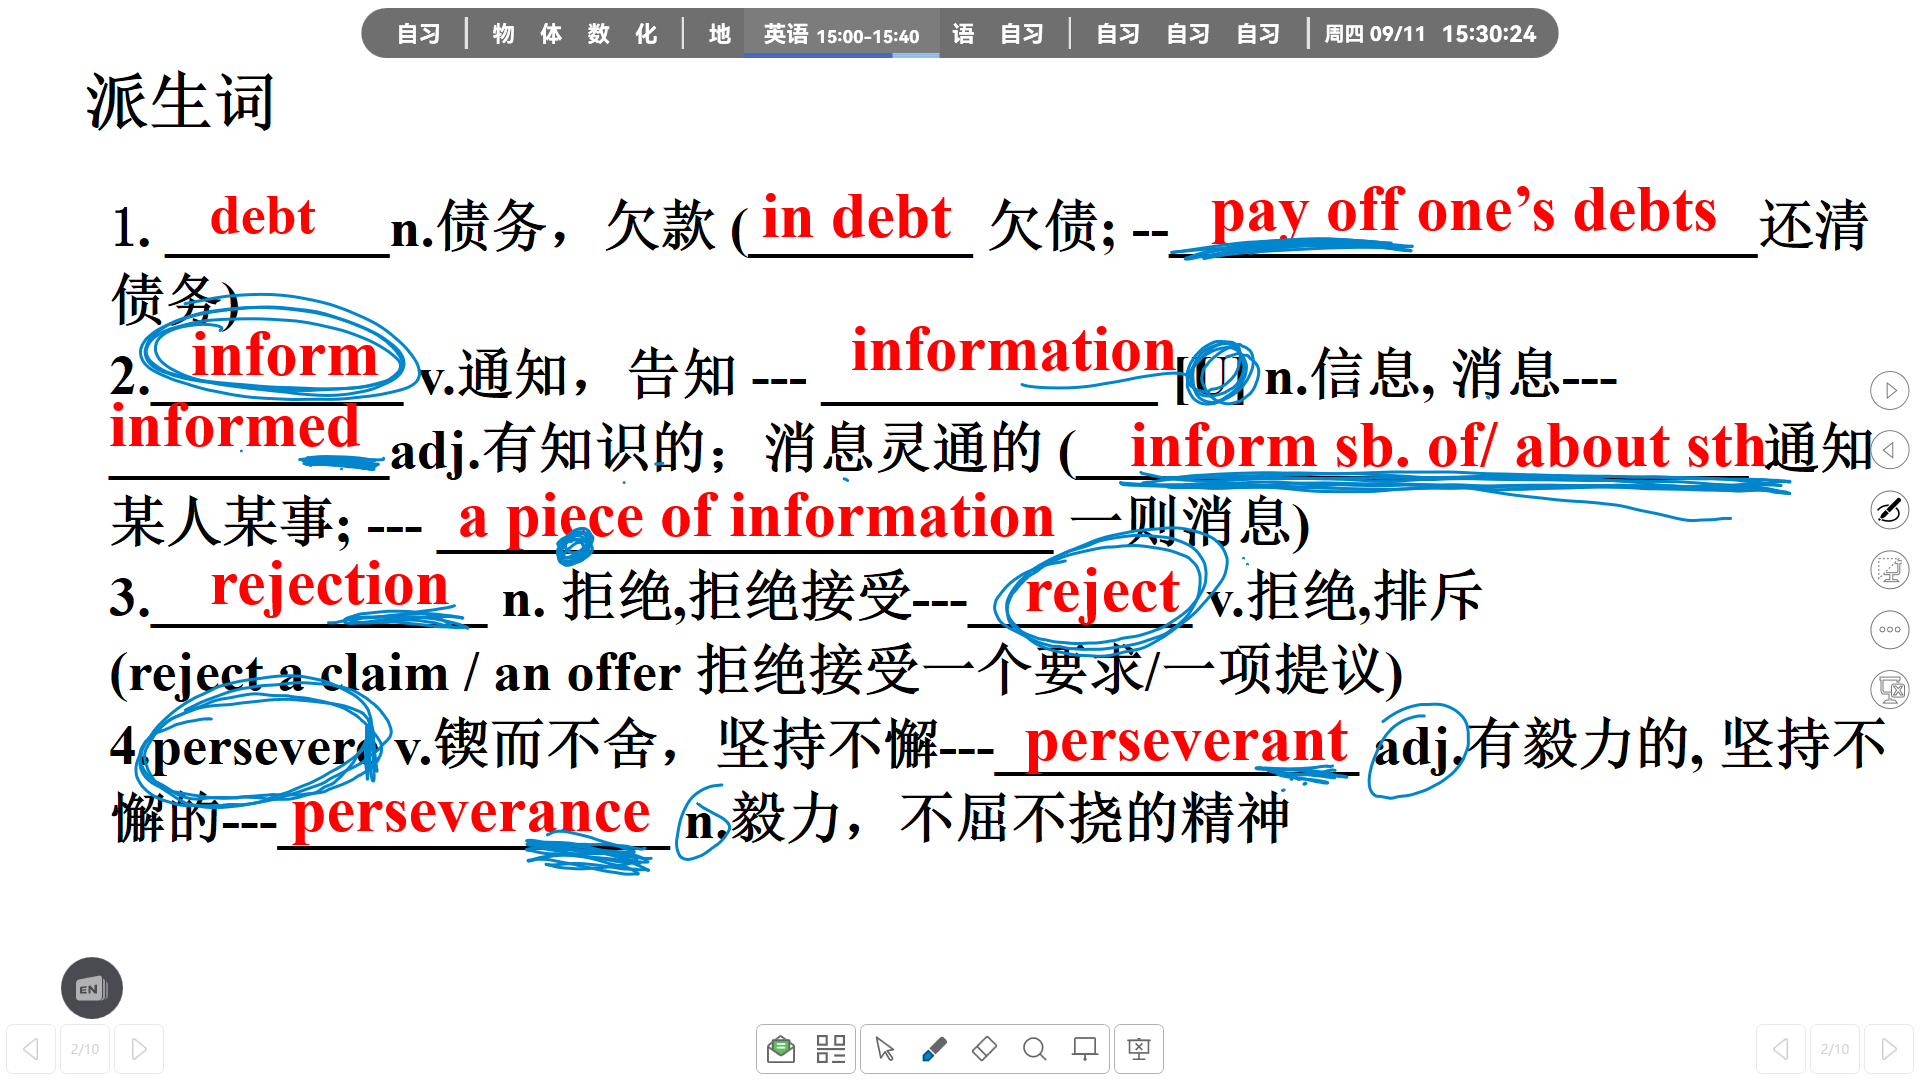 自习 | 物 体 数 化 | 地 英语 15:00-15:40 语 自习 | 自习 自习 自习 | 周四 09/11 15:30:24
派生词
1. debt n.债务，欠款 (in debt 欠债; --pay off one’s debts还清
债务)
2. inform v.通知，告知 --- information [U] n.信息, 消息---
informed adj.有知识的；消息灵通的 (inform sb. of/ about sth通知
某人某事; --- a piece of information 一则消息)
3. rejection n. 拒绝,拒绝接受---reject v.拒绝,排斥
(reject a claim / an offer 拒绝接受一个要求/一项提议)
4.persevere v.锲而不舍，坚持不懈---perseverant adj.有毅力的, 坚持不
懈的---perseverance n.毅力，不屈不挠的精神
EN
2/10
2/10